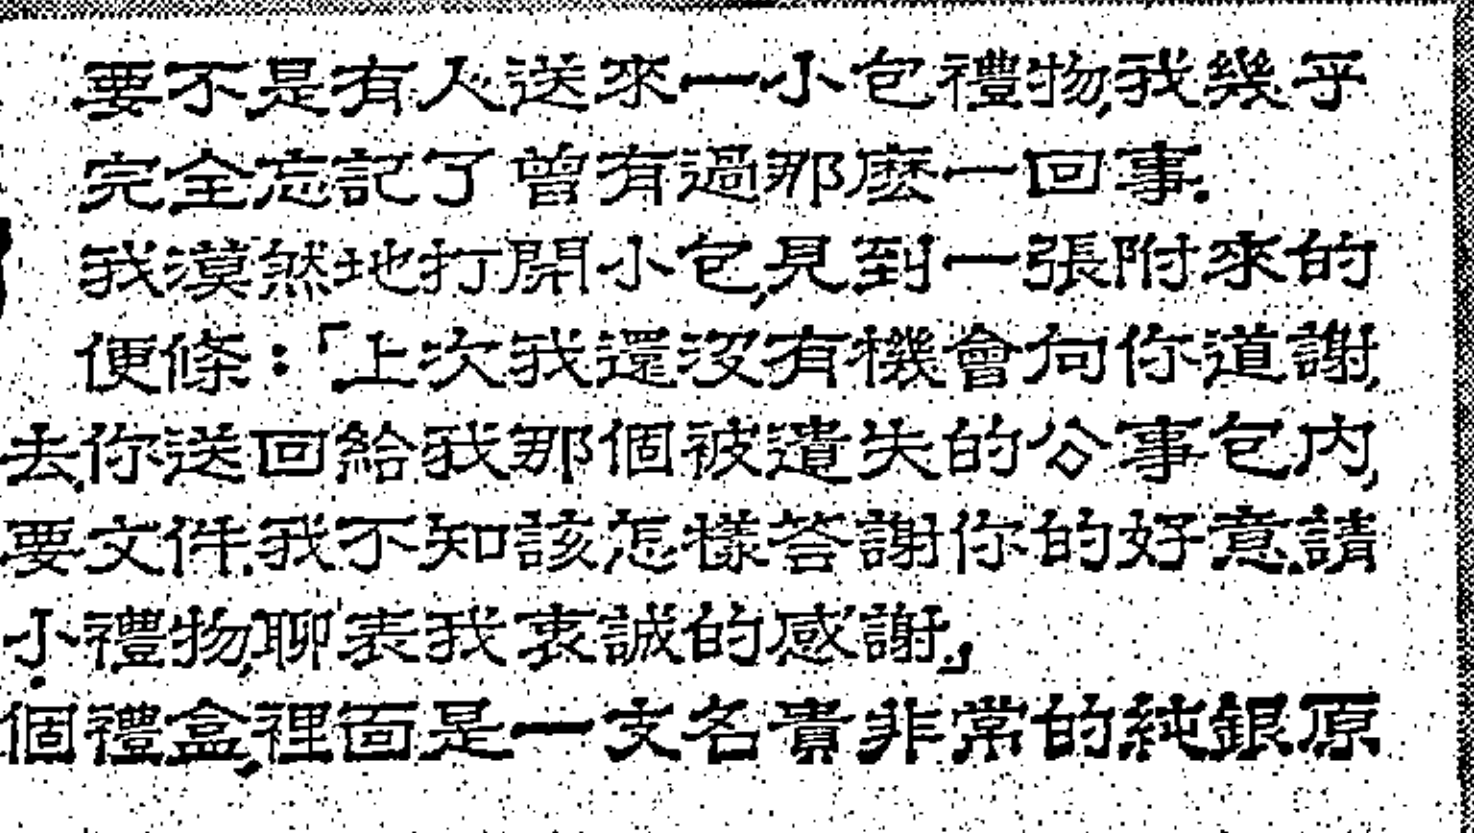 要不是有人送來一小包禮物,我幾乎
完全忘記了曾有過那麽一回事.
我漠然地打開小包,見到一張附來的
便條：「上次我還沒有機會向你道謝,
去,你送回給我那個被遺失的公事包內,
要文件.我不知該怎樣答謝你的好意.請
小禮物,聊表我衷誠的感謝.」
個禮盒,裡面是一支名貴非常的純銀原